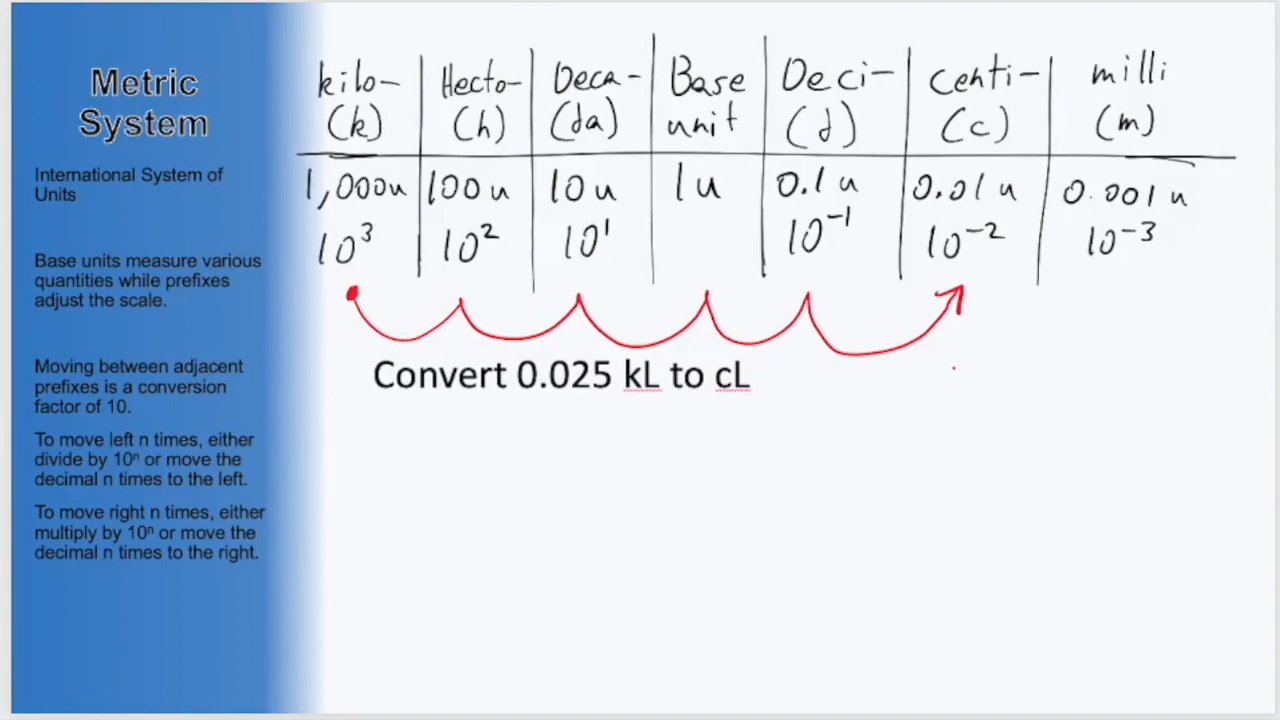 Metric
System
International System of
Units
Base units measure various
quantities while prefixes
adjust the scale.
Moving between adjacent
prefixes is a conversion
factor of 10.
To move left n times, either
divide by 10ⁿ or move the
decimal n times to the left.
To move right n times, either
multiply by 10ⁿ or move the
decimal n times to the right.
kilo- Hecto- Deca- Base Deci- centi- milli
(k) (h) (da) unit (d) (c) (m)
1,000u 100u 10u 1u 0.1u 0.01u 0.001u
10³ 10² 10¹ 10⁻¹ 10⁻² 10⁻³
Convert 0.025 kL to cL